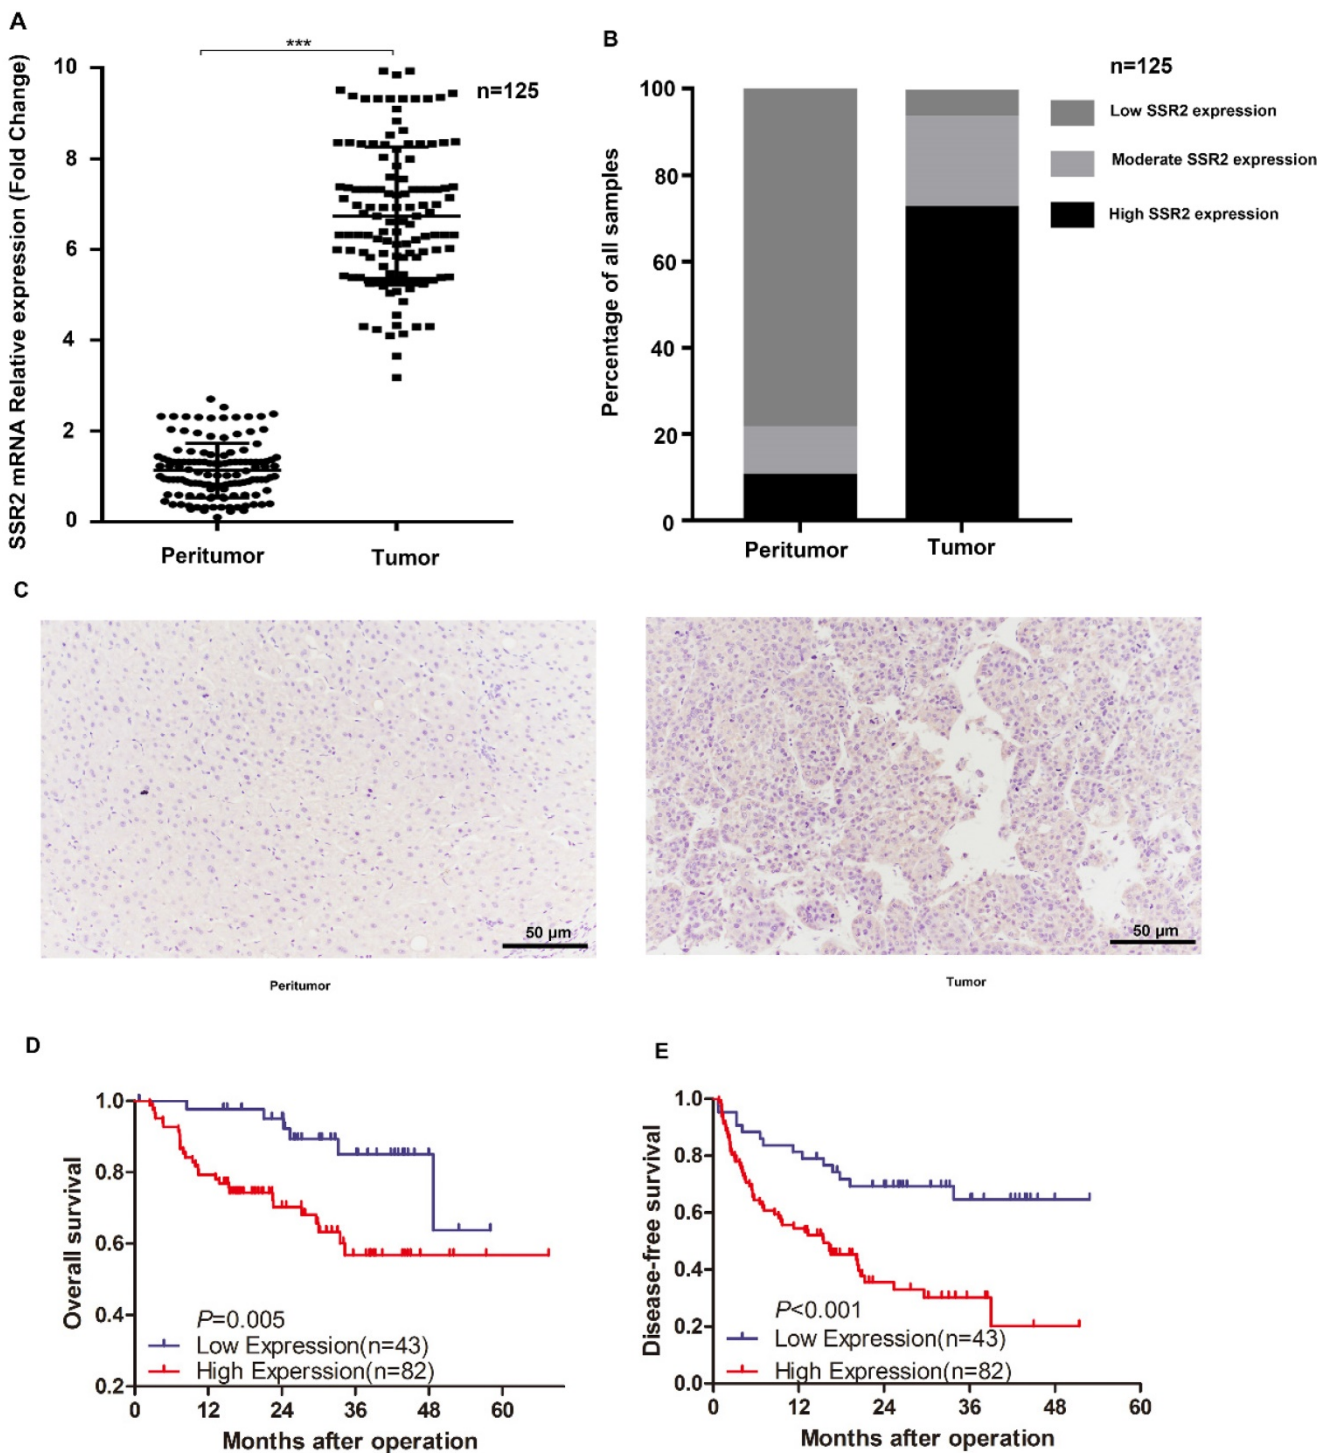 A
SSR2 mRNA Relative expression (Fold Change)
10
8
6
4
2
0
***
n=125
Peritumor
Tumor
B
Percentage of all samples
100
80
60
40
20
0
Peritumor
Tumor
n=125
Low SSR2 expression
Moderate SSR2 expression
High SSR2 expression
C
50 μm
Peritumor
50 μm
Tumor
D
Overall survival
1.0
0.8
0.6
0.4
0.2
P=0.005
Low Expression(n=43)
High Experssion(n=82)
0 12 24 36 48 60
Months after operation
E
Disease-free survival
1.0
0.8
0.6
0.4
0.2
0.0
P<0.001
Low Expression(n=43)
High Expression(n=82)
0 12 24 36 48 60
Months after operation